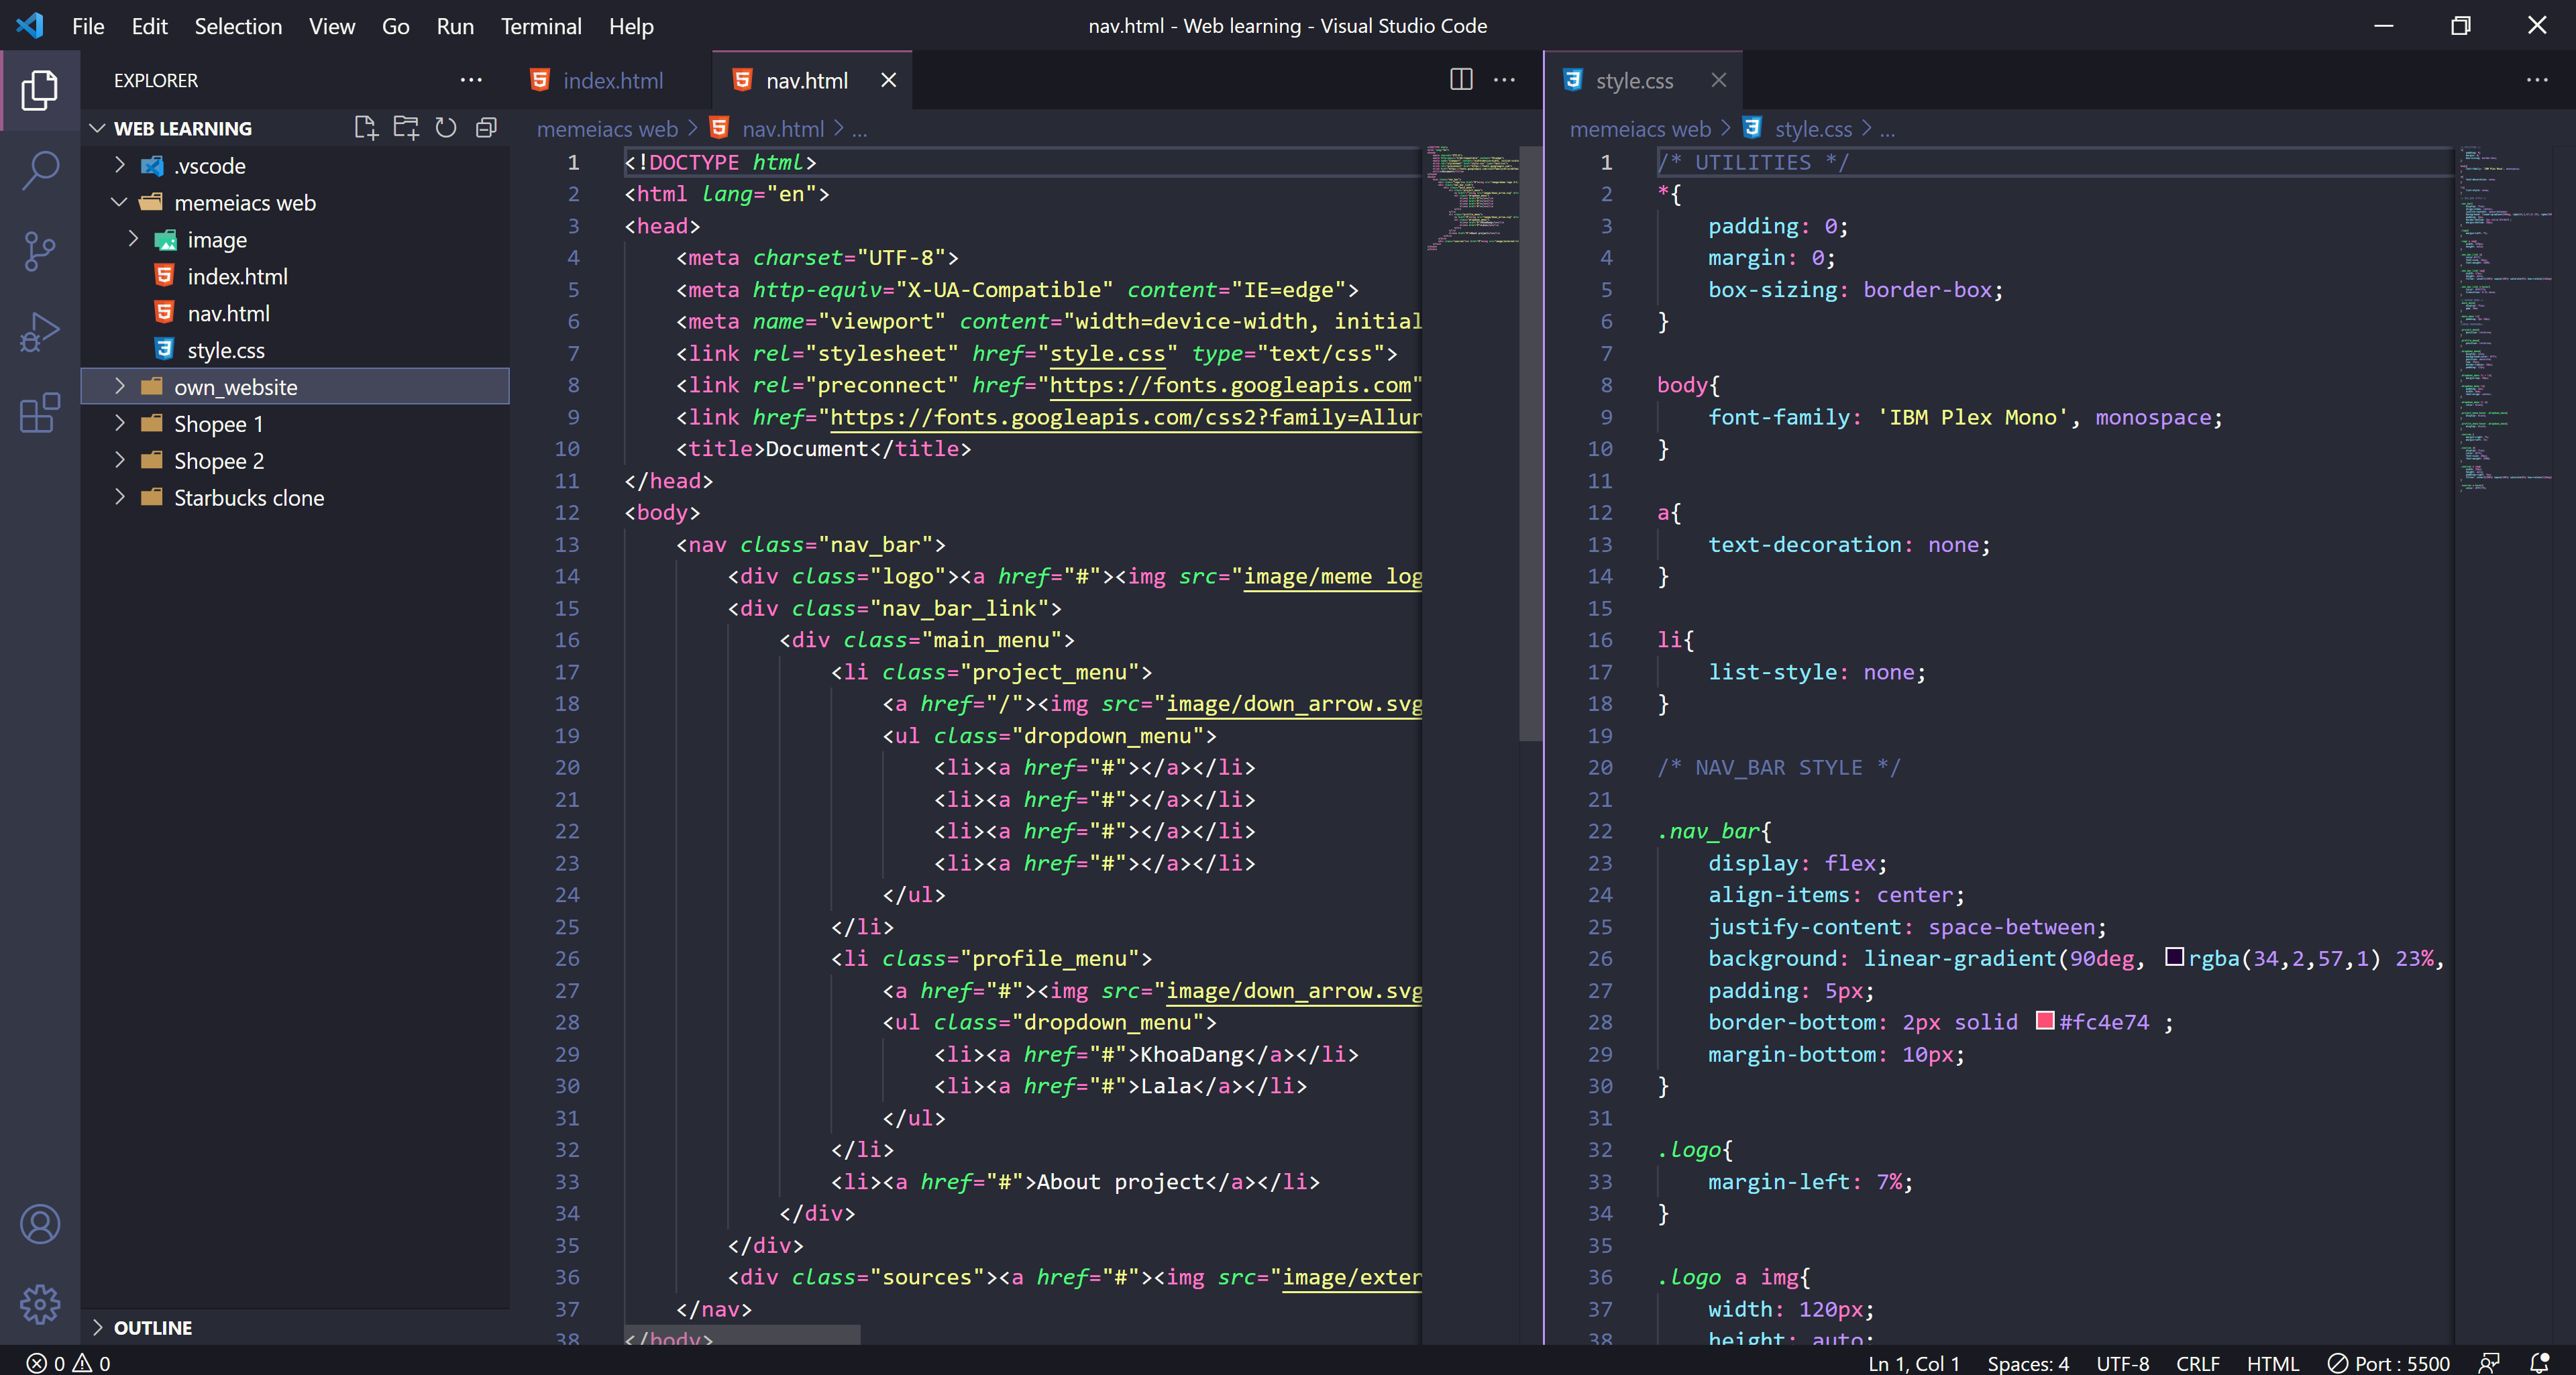 File Edit Selection View Go Run Terminal Help
nav.html - Web learning - Visual Studio Code
EXPLORER
WEB LEARNING
.vscode
memeiacs web
image
index.html
nav.html
style.css
own_website
Shopee 1
Shopee 2
Starbucks clone
OUTLINE
index.html
nav.html
memeiacs web > nav.html > ...
1 <!DOCTYPE html>
2 <html lang="en">
3 <head>
4 <meta charset="UTF-8">
5 <meta http-equiv="X-UA-Compatible" content="IE=edge">
6 <meta name="viewport" content="width=device-width, initial
7 <link rel="stylesheet" href="style.css" type="text/css">
8 <link rel="preconnect" href="https://fonts.googleapis.com"
9 <link href="https://fonts.googleapis.com/css2?family=Allur
10 <title>Document</title>
11 </head>
12 <body>
13 <nav class="nav_bar">
14 <div class="logo"><a href="#"><img src="image/meme log
15 <div class="nav_bar_link">
16 <div class="main_menu">
17 <li class="project_menu">
18 <a href="/"><img src="image/down_arrow.svg
19 <ul class="dropdown_menu">
20 <li><a href="#"></a></li>
21 <li><a href="#"></a></li>
22 <li><a href="#"></a></li>
23 <li><a href="#"></a></li>
24 </ul>
25 </li>
26 <li class="profile_menu">
27 <a href="#"><img src="image/down_arrow.svg
28 <ul class="dropdown_menu">
29 <li><a href="#">KhoaDang</a></li>
30 <li><a href="#">Lala</a></li>
31 </ul>
32 </li>
33 <li><a href="#">About project</a></li>
34 </div>
35 </div>
36 <div class="sources"><a href="#"><img src="image/exter
37 </nav>
38 </body>
style.css
memeiacs web > style.css > ...
1 /* UTILITIES */
2 *{
3 padding: 0;
4 margin: 0;
5 box-sizing: border-box;
6 }
7
8 body{
9 font-family: 'IBM Plex Mono', monospace;
10 }
11
12 a{
13 text-decoration: none;
14 }
15
16 li{
17 list-style: none;
18 }
19
20 /* NAV_BAR STYLE */
21
22 .nav_bar{
23 display: flex;
24 align-items: center;
25 justify-content: space-between;
26 background: linear-gradient(90deg, rgba(34,2,57,1) 23%,
27 padding: 5px;
28 border-bottom: 2px solid #fc4e74 ;
29 margin-bottom: 10px;
30 }
31
32 .logo{
33 margin-left: 7%;
34 }
35
36 .logo a img{
37 width: 120px;
38 height: auto;
0 0
Ln 1, Col 1 Spaces: 4 UTF-8 CRLF HTML Port : 5500